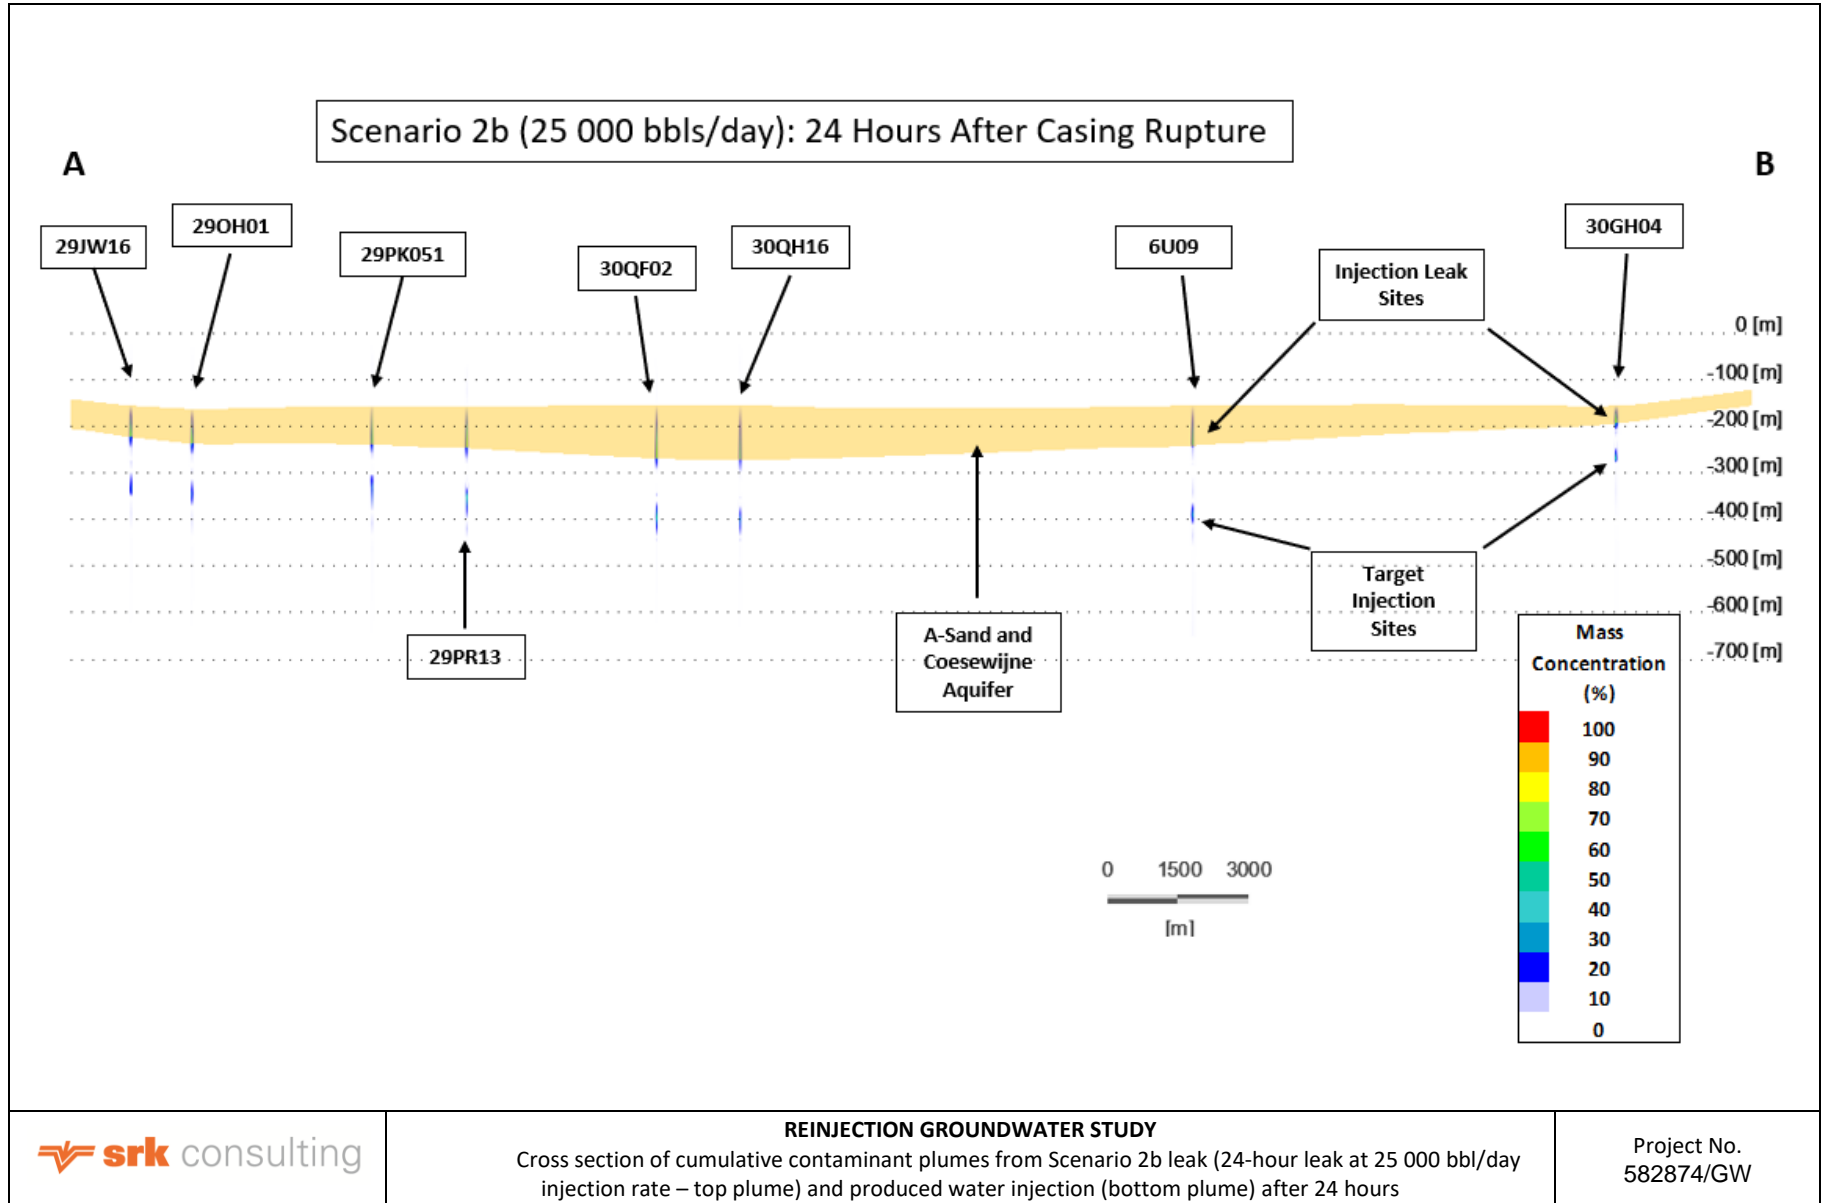 Scenario 2b (25 000 bbls/day): 24 Hours After Casing Rupture
A
B
29JW16
29OH01
29PK051
30QF02
30QH16
6U09
30GH04
Injection Leak
Sites
0 [m]
-100 [m]
-200 [m]
-300 [m]
-400 [m]
-500 [m]
-600 [m]
-700 [m]
29PR13
A-Sand and
Coesewijne
Aquifer
Target
Injection
Sites
Mass
Concentration
(%)
100
90
80
70
60
50
40
30
20
10
0
0 1500 3000
[m]
srk consulting
REINJECTION GROUNDWATER STUDY
Cross section of cumulative contaminant plumes from Scenario 2b leak (24-hour leak at 25 000 bbl/day
injection rate – top plume) and produced water injection (bottom plume) after 24 hours
Project No.
582874/GW